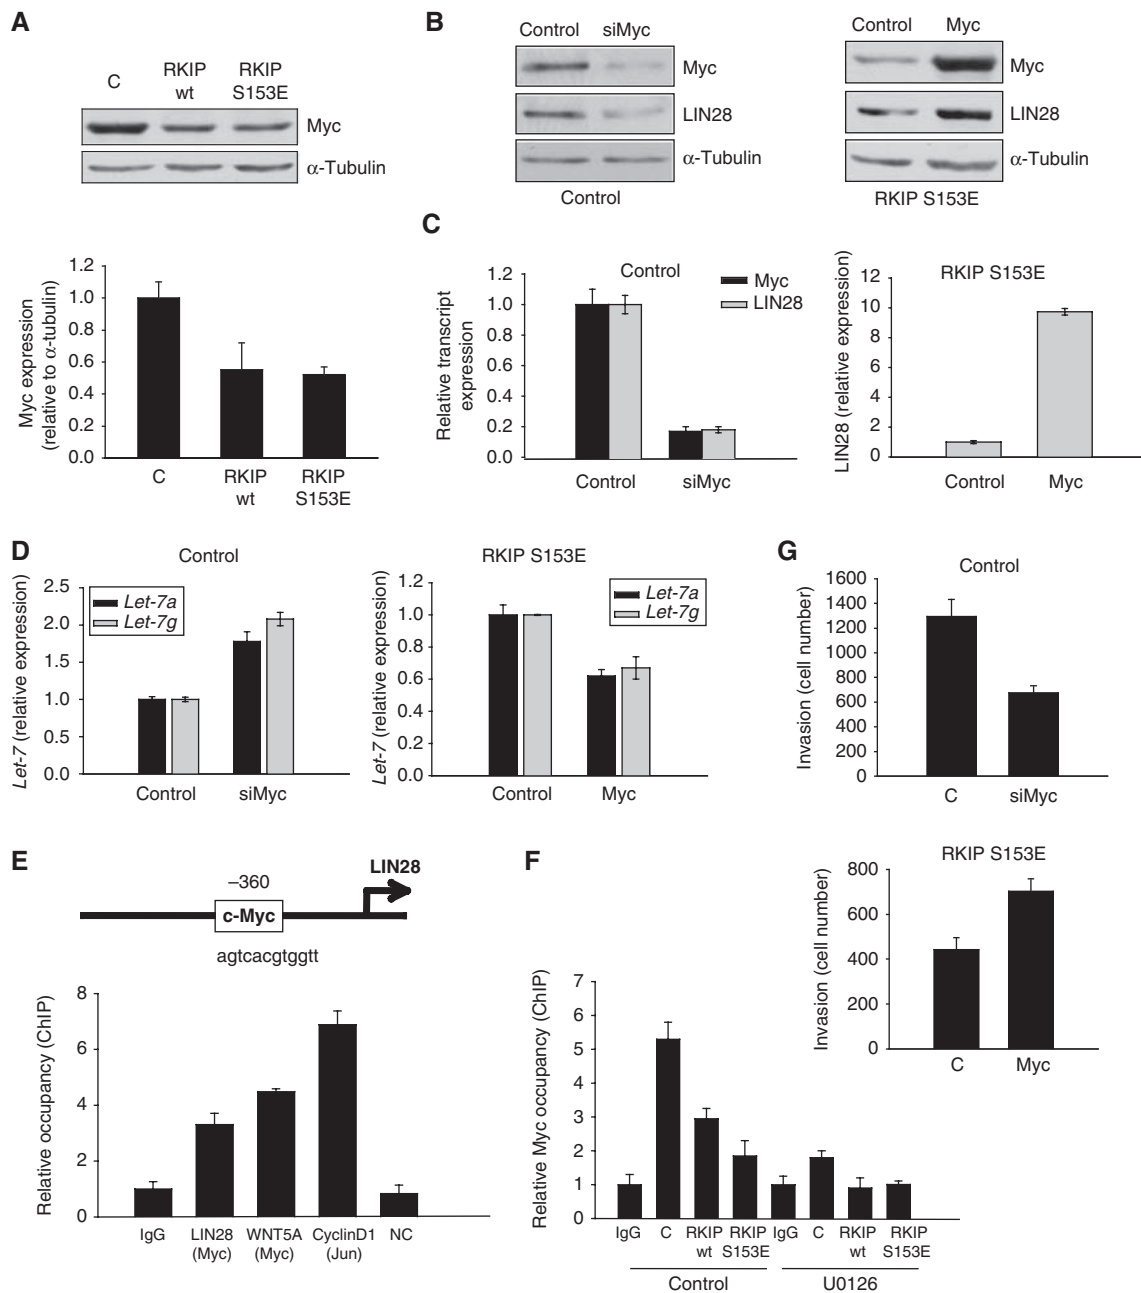 A
C
RKIP
wt
RKIP
S153E
Myc
α-Tubulin
Myc expression
(relative to α-tubulin)
1.2
1.0
0.8
0.6
0.4
0.2
0.0
C
RKIP
wt
RKIP
S153E
B
Control siMyc
Myc
LIN28
α-Tubulin
Control
Control Myc
Myc
LIN28
α-Tubulin
RKIP S153E
C
Control
Myc
LIN28
Relative transcript
expression
1.2
1.0
0.8
0.6
0.4
0.2
0.0
Control siMyc
RKIP S153E
LIN28 (relative expression)
12
10
8
6
4
2
0
Control Myc
D
Control
Let-7a
Let-7g
Let-7 (relative expression)
2.5
2.0
1.5
1.0
0.5
0.0
Control siMyc
RKIP S153E
Let-7a
Let-7g
Let-7 (relative expression)
1.2
1.0
0.8
0.6
0.4
0.2
0.0
Control Myc
G
Control
Invasion (cell number)
1600
1400
1200
1000
800
600
400
200
0
C siMyc
RKIP S153E
Invasion (cell number)
800
600
400
200
0
C Myc
E
–360
LIN28
c-Myc
agtcacgtggtt
Relative occupancy (ChIP)
8
6
4
2
0
IgG
LIN28
(Myc)
WNT5A
(Myc)
CyclinD1
(Jun)
NC
F
Relative Myc occupancy (ChIP)
7
6
5
4
3
2
1
0
IgG
C
RKIP
wt
RKIP
S153E
IgG
C
RKIP
wt
RKIP
S153E
Control
U0126